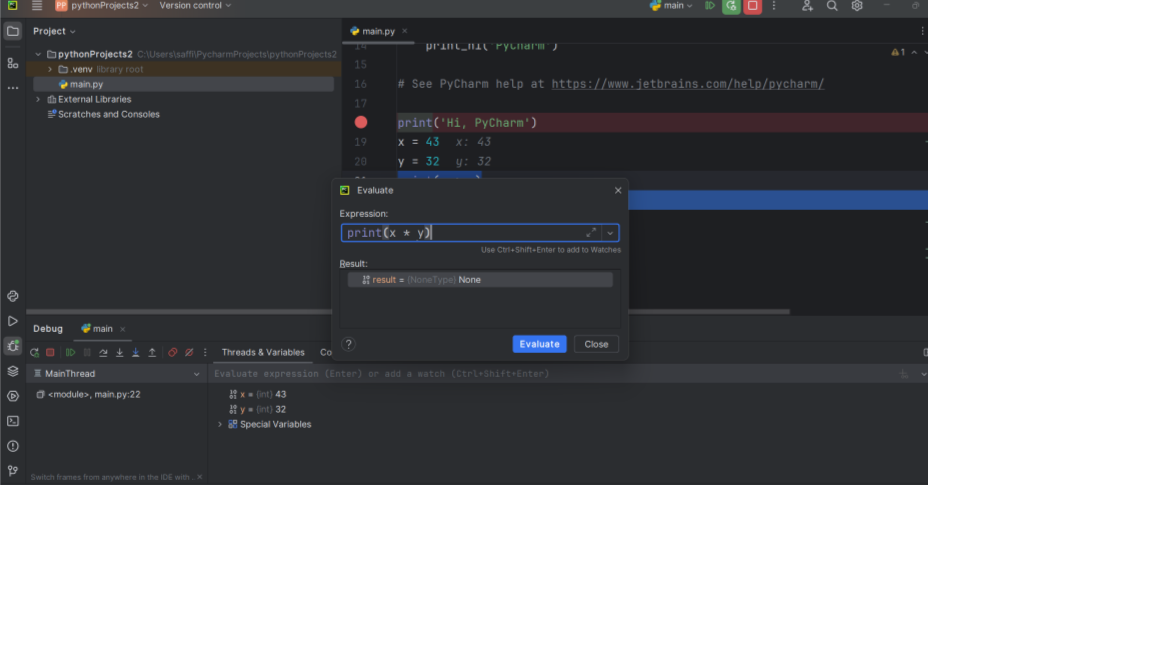 PP pythonProjects2 Version control main
Project
main.py
pythonProjects2 C:\Users\saffi\PycharmProjects\pythonProjects2
.venv library root
main.py
External Libraries
Scratches and Consoles
14 print_hi('PyCharm')
1
15
16 # See PyCharm help at https://www.jetbrains.com/help/pycharm/
17
print('Hi, PyCharm')
19 x = 43 x: 43
20 y = 32 y: 32
Evaluate
Expression:
print(x * y)
Use Ctrl+Shift+Enter to add to Watches
Result:
result = {NoneType} None
? Evaluate Close
Debug main
Threads & Variables Co
MainThread
Evaluate expression (Enter) or add a watch (Ctrl+Shift+Enter)
<module>, main.py:22
x = {int} 43
y = {int} 32
Special Variables
Switch frames from anywhere in the IDE with .